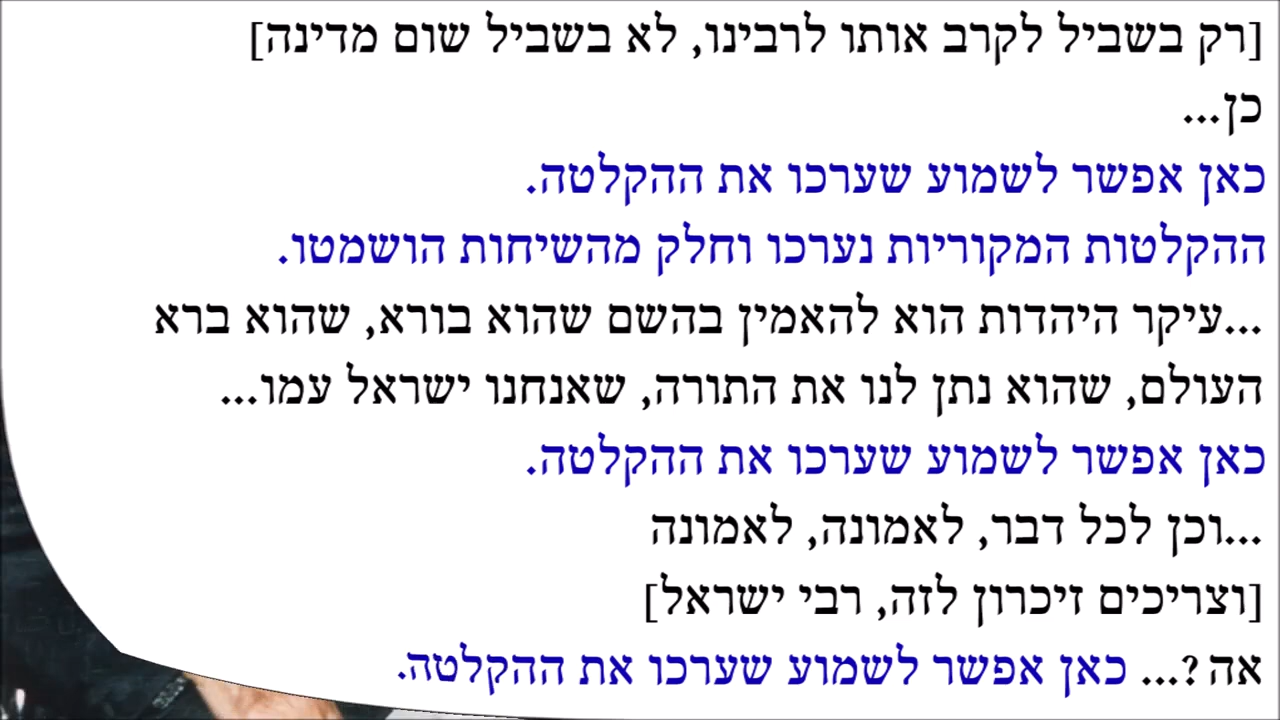 [רק בשביל לקרב אותו לרבינו, לא בשביל שום מדינה]
כן...
כאן אפשר לשמוע שערכו את ההקלטה.
ההקלטות המקוריות נערכו וחלק מהשיחות הושמטו.
...עיקר היהדות הוא להאמין בהשם שהוא בורא, שהוא ברא
העולם, שהוא נתן לנו את התורה, שאנחנו ישראל עמו...
כאן אפשר לשמוע שערכו את ההקלטה.
...וכן לכל דבר, לאמונה, לאמונה
[וצריכים זיכרון לזה, רבי ישראל]
אה?... כאן אפשר לשמוע שערכו את ההקלטה.